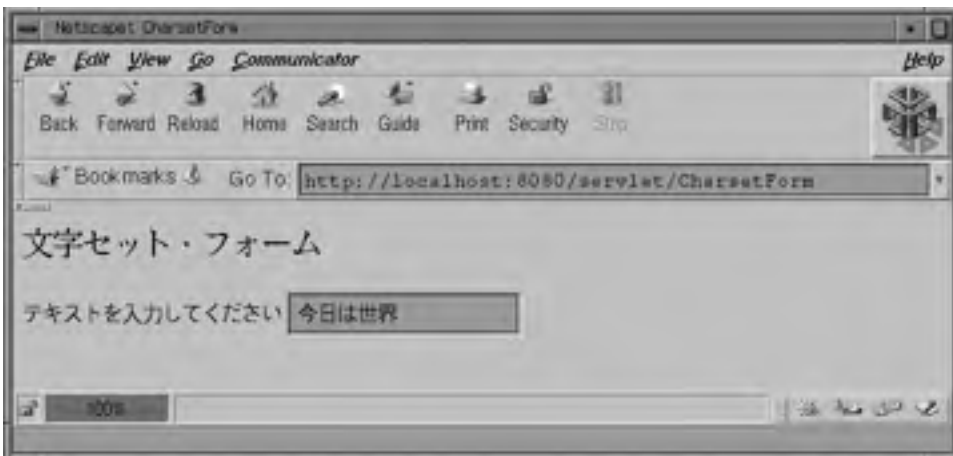 Netscape: CharsetForm
File Edit View Go Communicator Help
Back Forward Reload Home Search Guide Print Security Stop
Bookmarks Go To: http://localhost:8080/servlet/CharsetForm
文字セット・フォーム
テキストを入力してください 今日は世界
100%